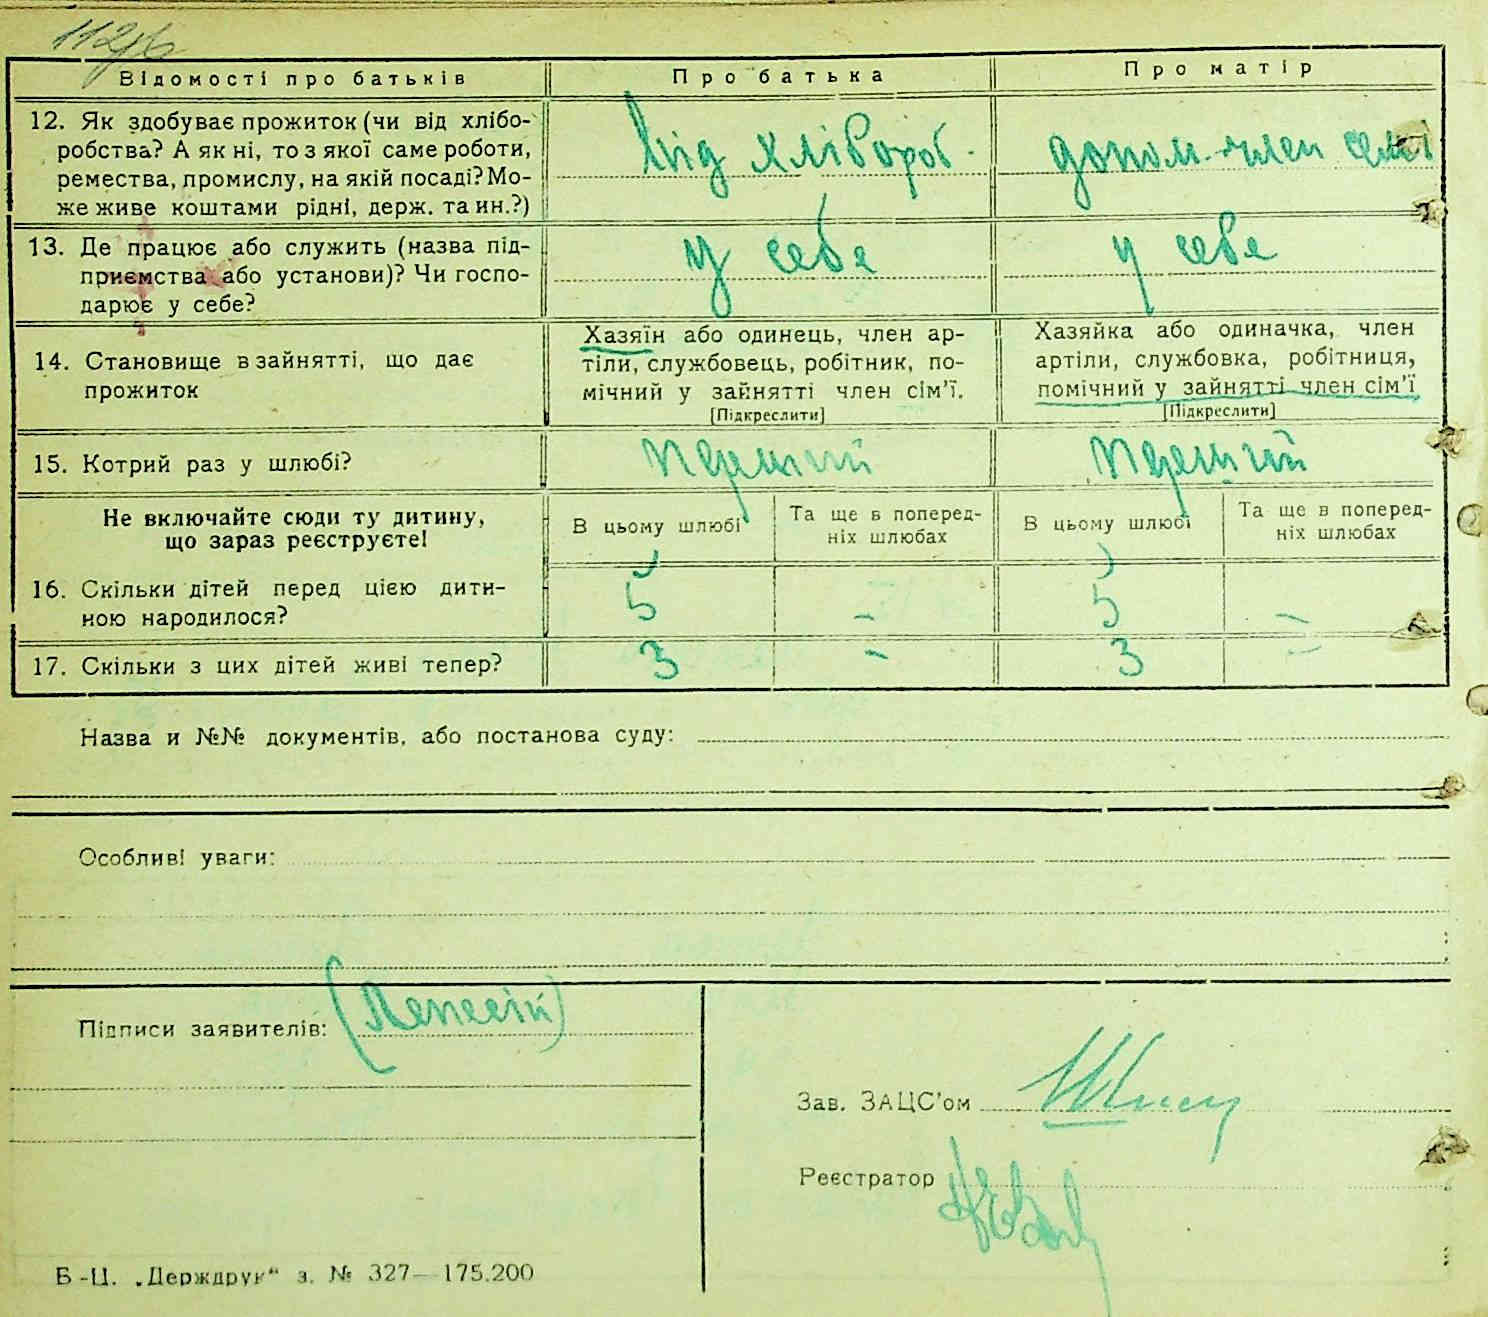 Відомості про батьків
Про батька
Про матір
12. Як здобуває прожиток (чи від хлібо-
робства? А як ні, то з якої саме роботи,
ремества, промислу, на якій посаді? Мо-
же живе коштами рідні, держ. та ин.?)
від хлібороб.
допом. член семі
13. Де працює або служить (назва під-
приємства або установи)? Чи госпо-
дарює у себе?
у себе
у себе
14. Становище в зайнятті, що дає
прожиток
Хазяїн або одинець, член ар-
тіли, службовець, робітник, по-
мічний у зайнятті член сім'ї.
[Підкреслити]
Хазяйка або одиначка, член
артіли, службовка, робітниця,
помічний у зайнятті член сім'ї
[Підкреслити]
15. Котрий раз у шлюбі?
перший
перший
Не включайте сюди ту дитину,
що зараз реєструєте!
В цьому шлюбі
Та ще в поперед-
ніх шлюбах
В цьому шлюбі
Та ще в поперед-
ніх шлюбах
16. Скільки дітей перед цією дити-
ною народилося?
5
–
5
–
17. Скільки з цих дітей живі тепер?
3
–
3
–
Назва и №№ документів, або постанова суду:
Особливі уваги:
Підписи заявителів:
Зав. ЗАЦС'ом
Реєстратор
Б-Ц. „Держдрук“ з. № 327—175.200